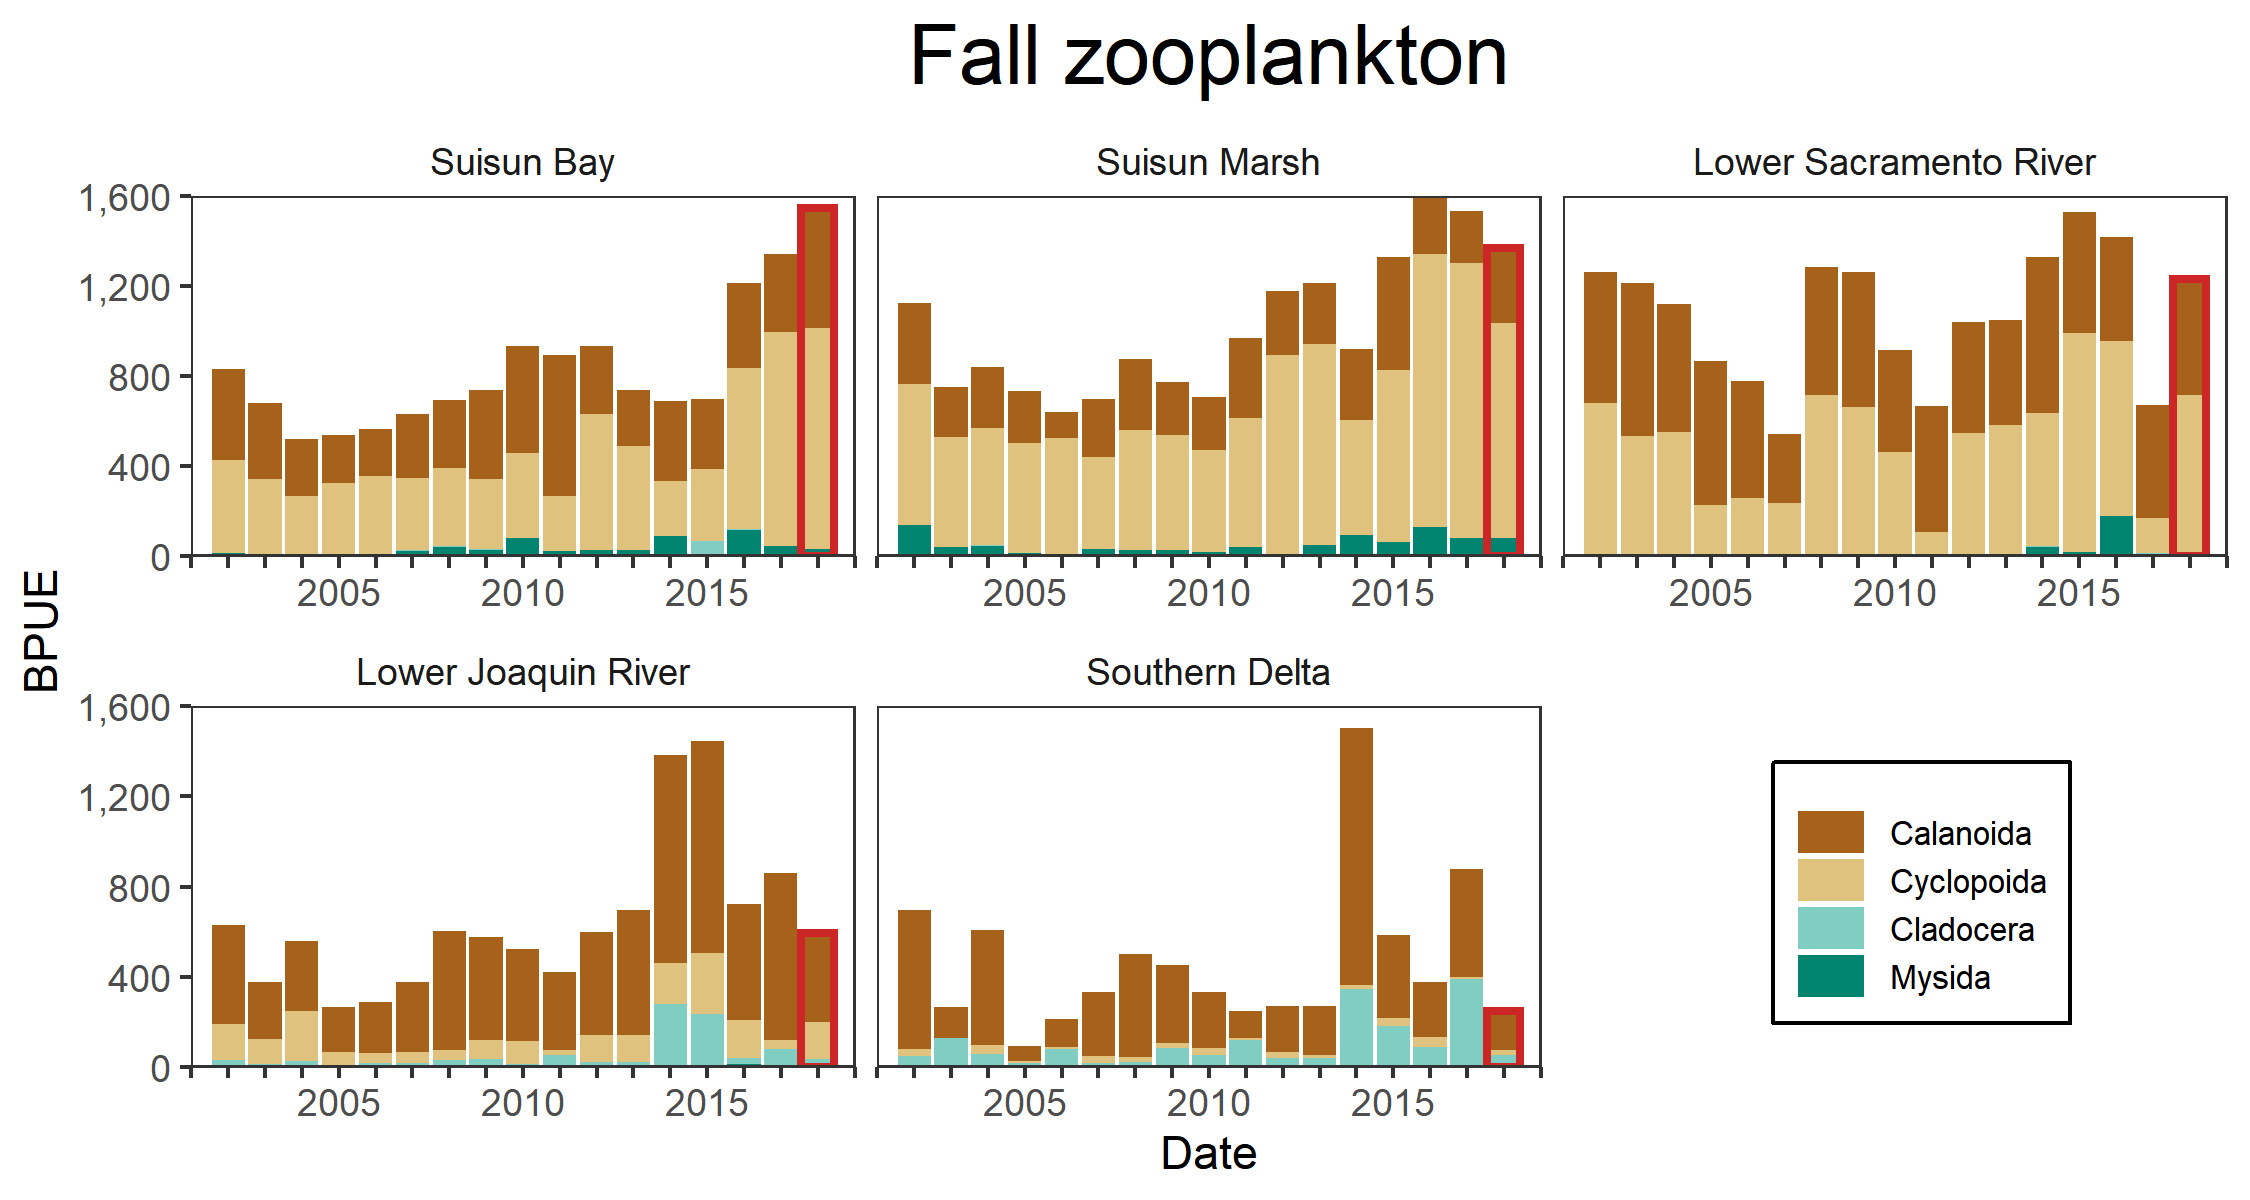 Fall zooplankton
Suisun Bay
Suisun Marsh
Lower Sacramento River
1,600
1,200
800
400
0
2005 2010 2015
2005 2010 2015
2005 2010 2015
BPUE
Lower Joaquin River
Southern Delta
1,600
1,200
800
400
0
2005 2010 2015
2005 2010 2015
Date
Calanoida
Cyclopoida
Cladocera
Mysida